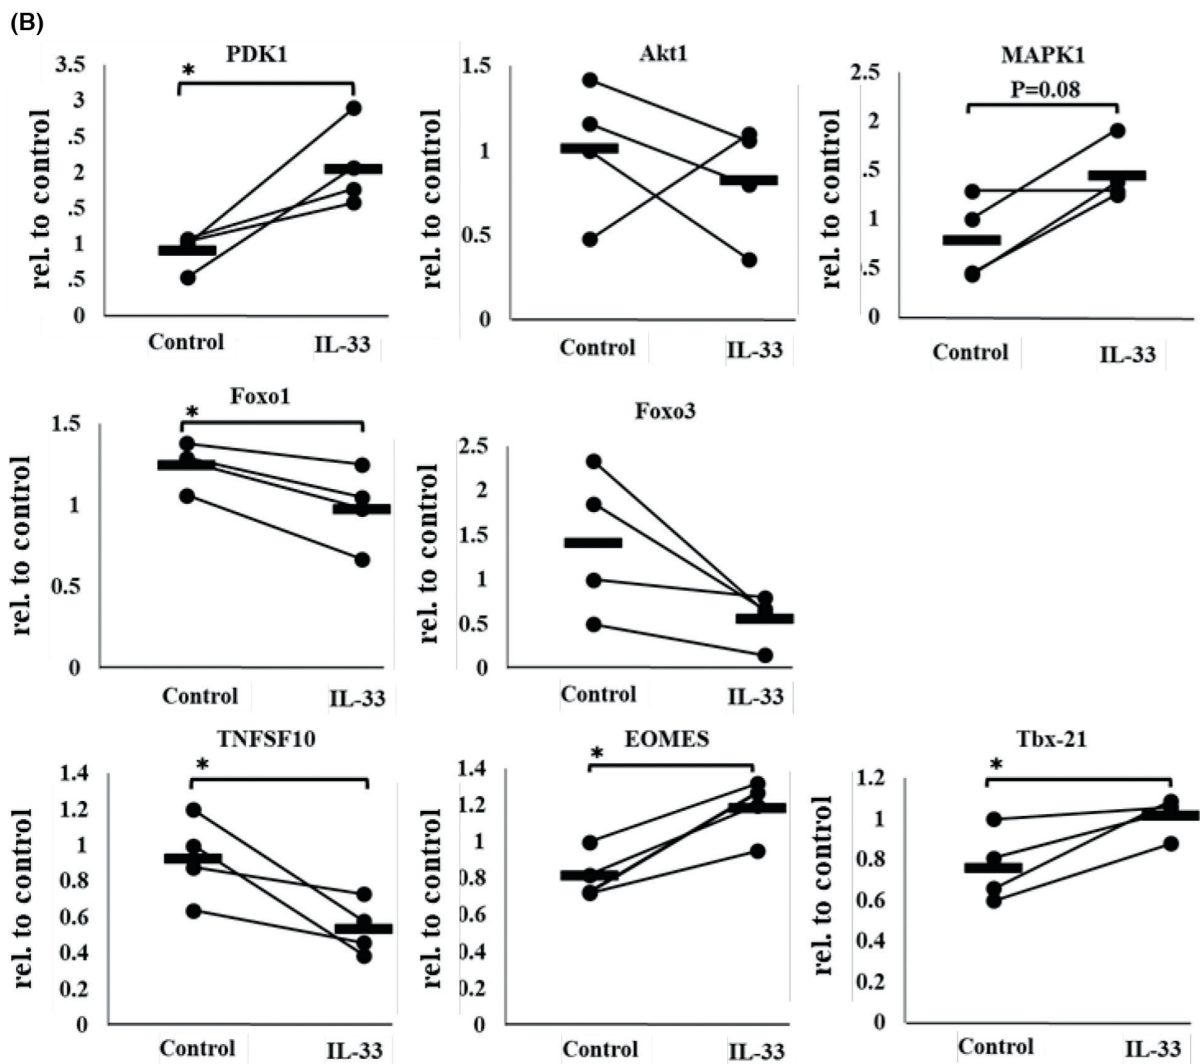 (B)
PDK1
*
3.5
3
.5
2
.5
1
.5
0
rel. to control
Control
IL-33
Akt1
1.5
1
0.5
0
rel. to control
Control
IL-33
MAPK1
P=0.08
2.5
2
1.5
1
.5
0
rel. to control
Control
IL-33
Foxo1
*
1.5
1
0.5
0
rel. to control
Control
IL-33
Foxo3
2.5
2
1.5
1
0.5
0
rel. to control
Control
IL-33
TNFSF10
*
1.4
1.2
1
0.8
0.6
0.4
0.2
0
rel. to control
Control
IL-33
EOMES
*
1.4
1.2
1
0.8
0.6
0.4
0.2
0
rel. to control
Control
IL-33
Tbx-21
*
1.2
1
0.8
0.6
0.4
0.2
0
rel. to control
Control
IL-33